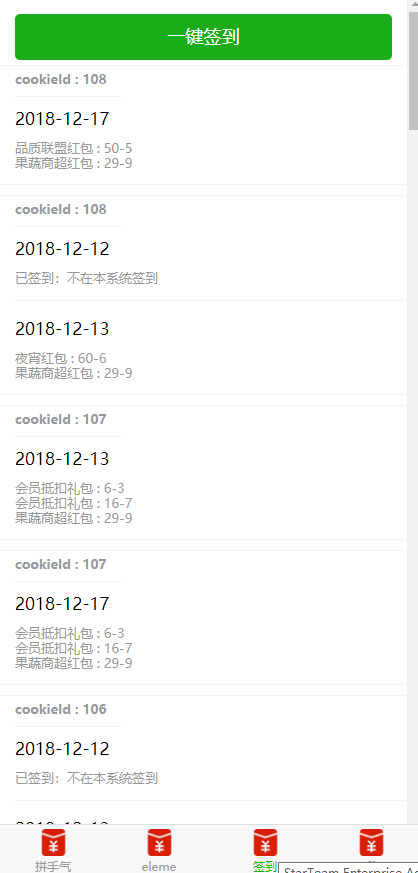 一键签到
cookieId : 108
2018-12-17
品质联盟红包 : 50-5
果蔬商超红包 : 29-9
cookieId : 108
2018-12-12
已签到：不在本系统签到
2018-12-13
夜宵红包 : 60-6
果蔬商超红包 : 29-9
cookieId : 107
2018-12-13
会员抵扣礼包 : 6-3
会员抵扣礼包 : 16-7
果蔬商超红包 : 29-9
cookieId : 107
2018-12-17
会员抵扣礼包 : 6-3
会员抵扣礼包 : 16-7
果蔬商超红包 : 29-9
cookieId : 106
2018-12-12
已签到：不在本系统签到
拼手气
eleme
签到
StarTeam Enterprise